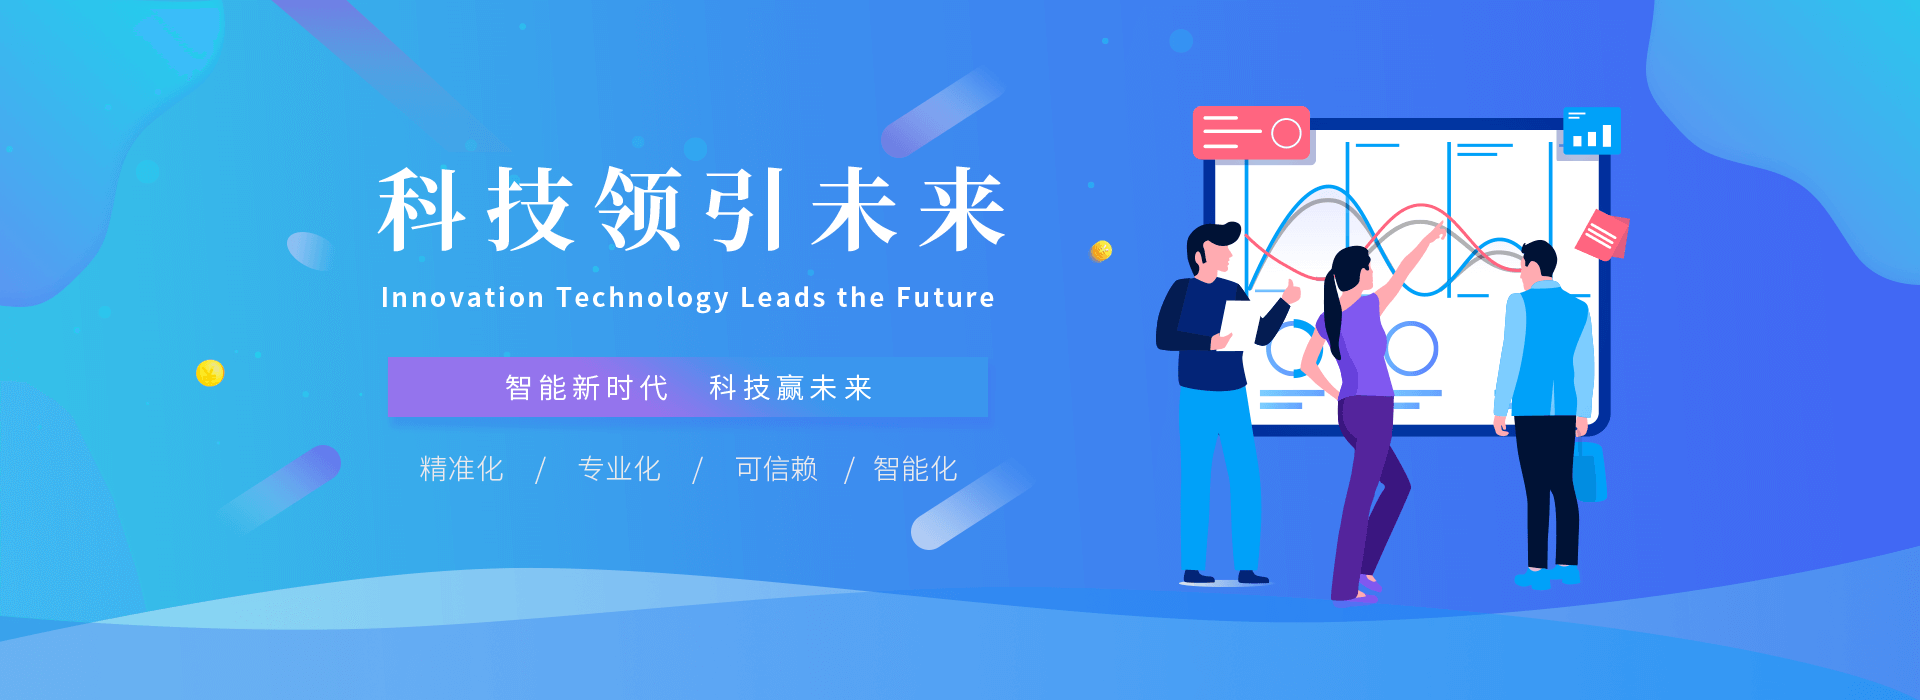 科技领引未来
Innovation Technology Leads the Future
智能新时代 科技赢未来
精准化 / 专业化 / 可信赖 / 智能化